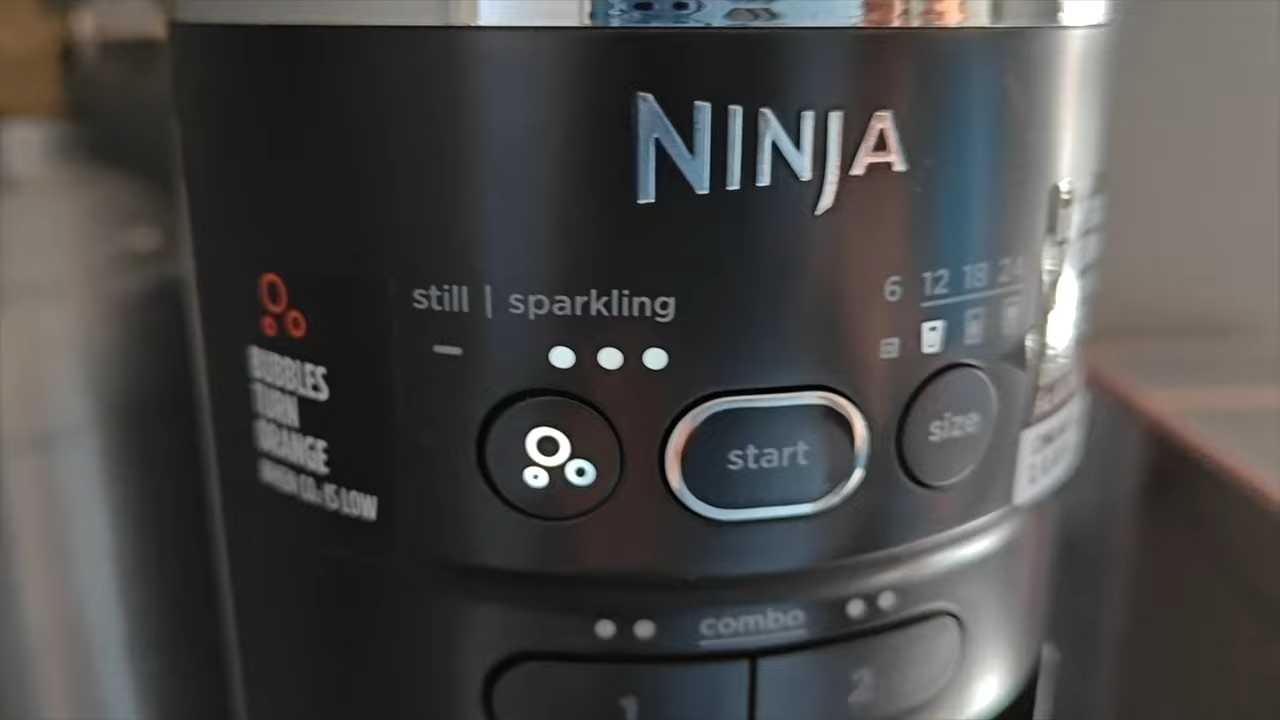 NINJA
still | sparkling
6 12 18 24
BUBBLES
TURN
ORANGE
WHEN CO₂ IS LOW
start
size
combo
1 2